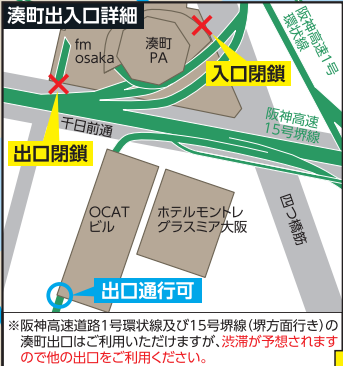 湊町出入口詳細
fm
osaka
湊町
PA
入口閉鎖
阪神高速1号
環状線
出口閉鎖
千日前通
阪神高速
15号堺線
OCAT
ビル
ホテルモントレ
グラスミア大阪
四つ橋筋
出口通行可
※阪神高速道路1号環状線及び15号堺線（堺方面行き）の
湊町出口はご利用いただけますが、渋滞が予想されます
ので他の出口をご利用ください。